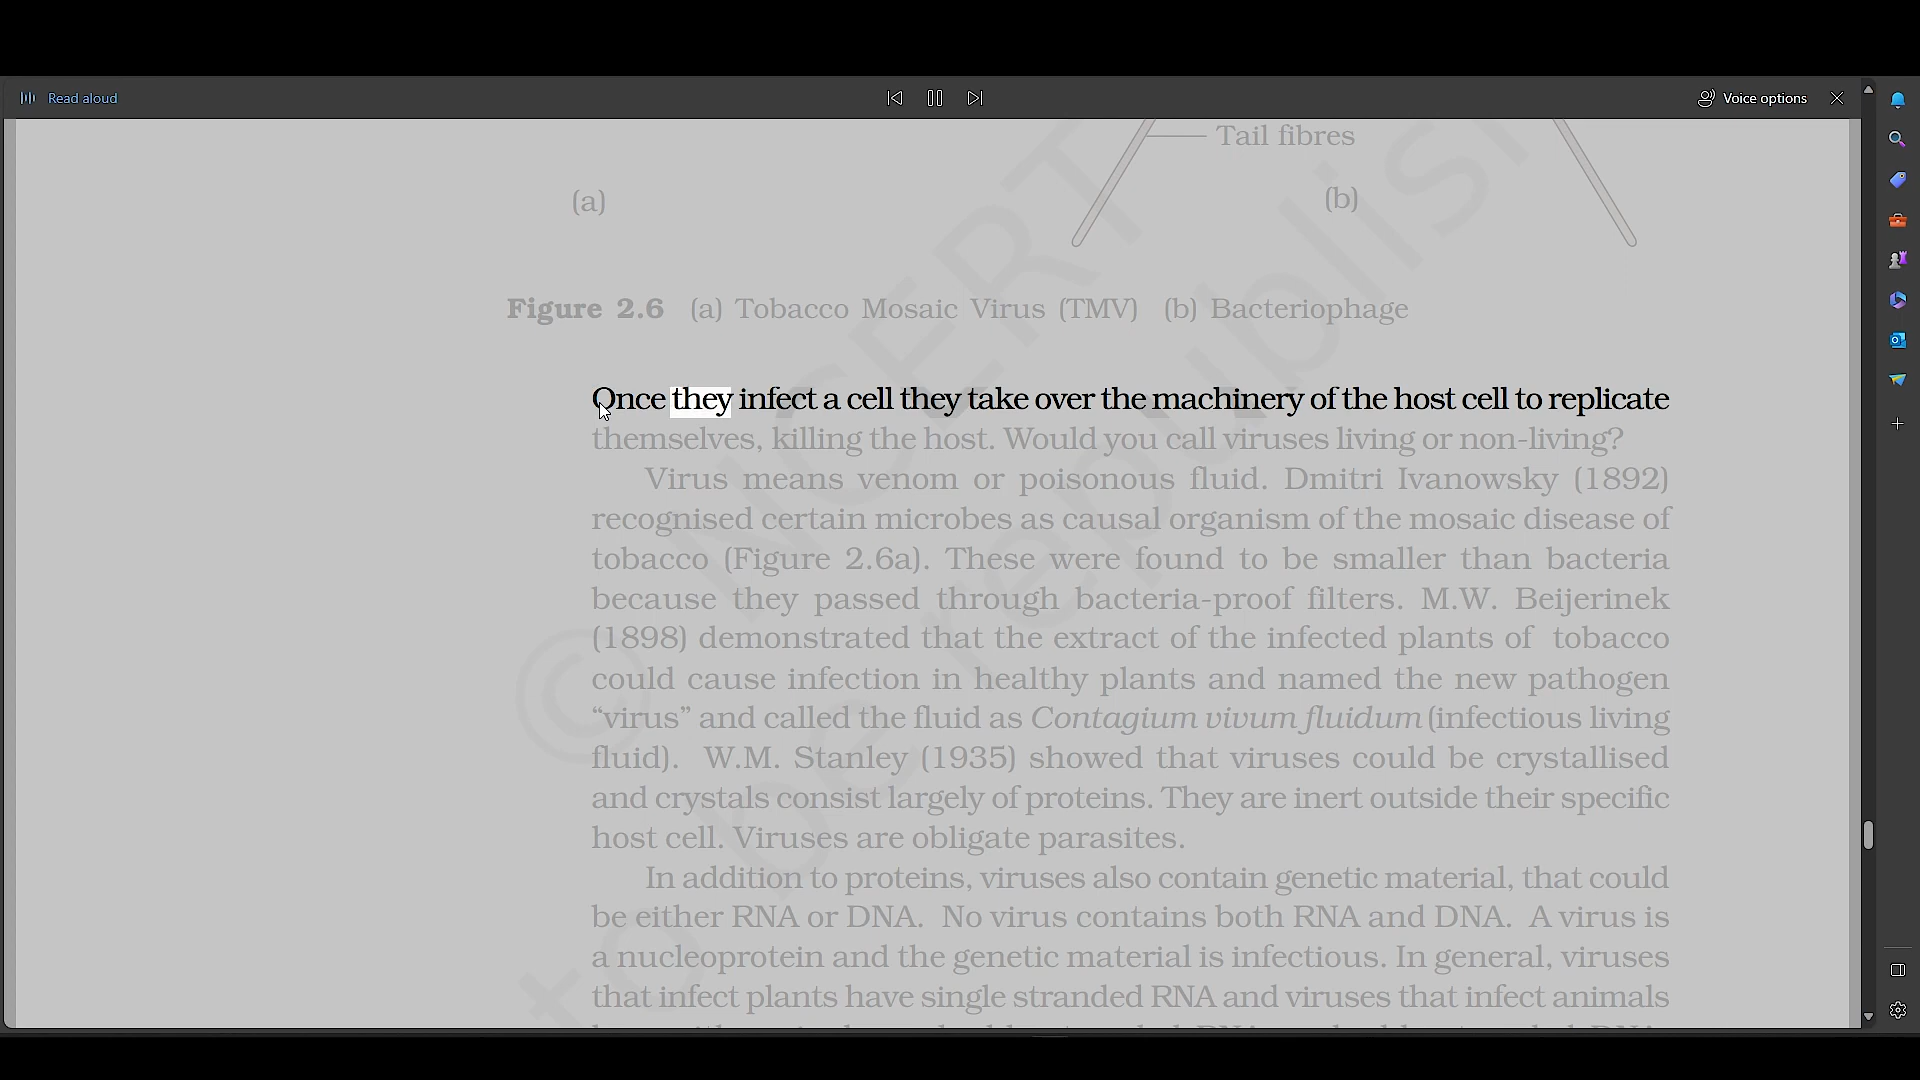 Read aloud
Voice options
Tail fibres
(a)
(b)
Figure 2.6 (a) Tobacco Mosaic Virus (TMV) (b) Bacteriophage
Once they infect a cell they take over the machinery of the host cell to replicate
themselves, killing the host. Would you call viruses living or non-living?
Virus means venom or poisonous fluid. Dmitri Ivanowsky (1892)
recognised certain microbes as causal organism of the mosaic disease of
tobacco (Figure 2.6a). These were found to be smaller than bacteria
because they passed through bacteria-proof filters. M.W. Beijerinek
(1898) demonstrated that the extract of the infected plants of tobacco
could cause infection in healthy plants and named the new pathogen
“virus” and called the fluid as Contagium vivum fluidum (infectious living
fluid). W.M. Stanley (1935) showed that viruses could be crystallised
and crystals consist largely of proteins. They are inert outside their specific
host cell. Viruses are obligate parasites.
In addition to proteins, viruses also contain genetic material, that could
be either RNA or DNA. No virus contains both RNA and DNA. A virus is
a nucleoprotein and the genetic material is infectious. In general, viruses
that infect plants have single stranded RNA and viruses that infect animals
© NCERT
to be republis